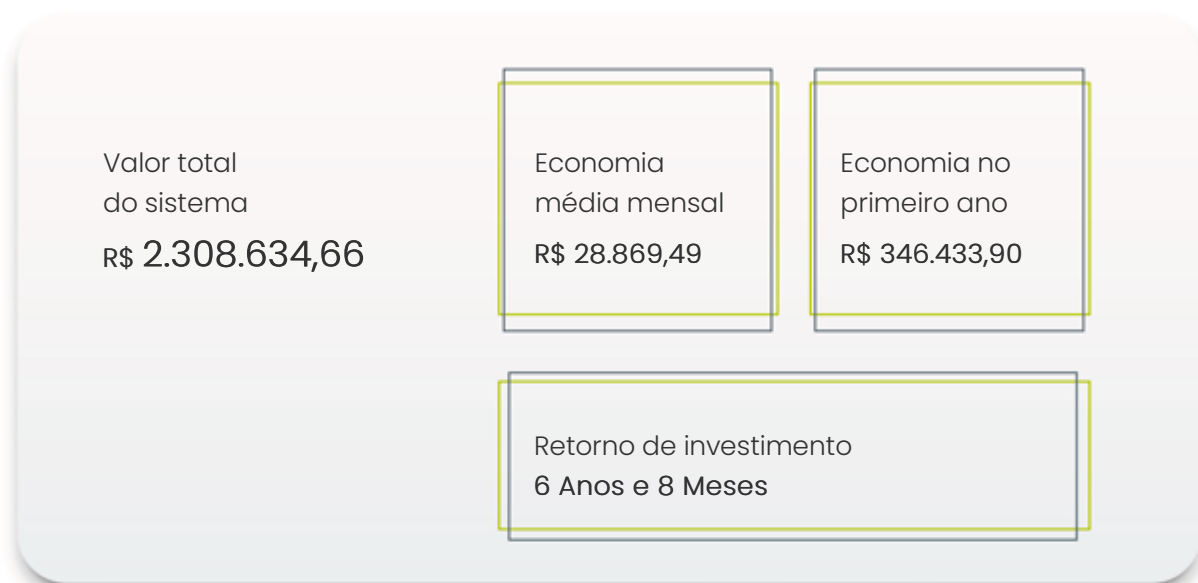 Valor total
do sistema
R$ 2.308.634,66
Economia
média mensal
R$ 28.869,49
Economia no
primeiro ano
R$ 346.433,90
Retorno de investimento
6 Anos e 8 Meses